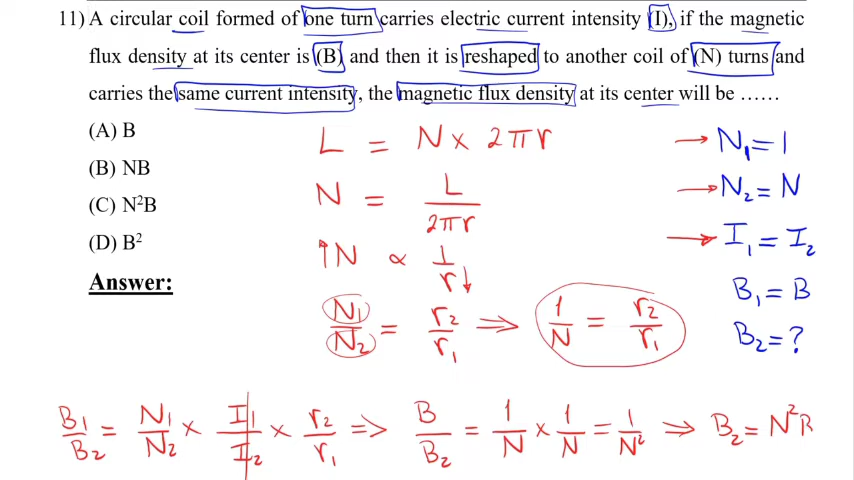 11) A circular coil formed of one turn carries electric current intensity (I), if the magnetic
flux density at its center is (B) and then it is reshaped to another coil of (N) turns and
carries the same current intensity, the magnetic flux density at its center will be ……
(A) B
(B) NB
(C) N²B
(D) B²
Answer:
L = N × 2πr
N = L / 2πr
↑N ∝ 1/r↓
N₁/N₂ = r₂/r₁ ⇒ 1/N = r₂/r₁
→ N₁ = 1
→ N₂ = N
→ I₁ = I₂
B₁ = B
B₂ = ?
B₁/B₂ = N₁/N₂ × I₁/I₂ × r₂/r₁ ⇒ B/B₂ = 1/N × 1/N = 1/N² ⇒ B₂ = N²B